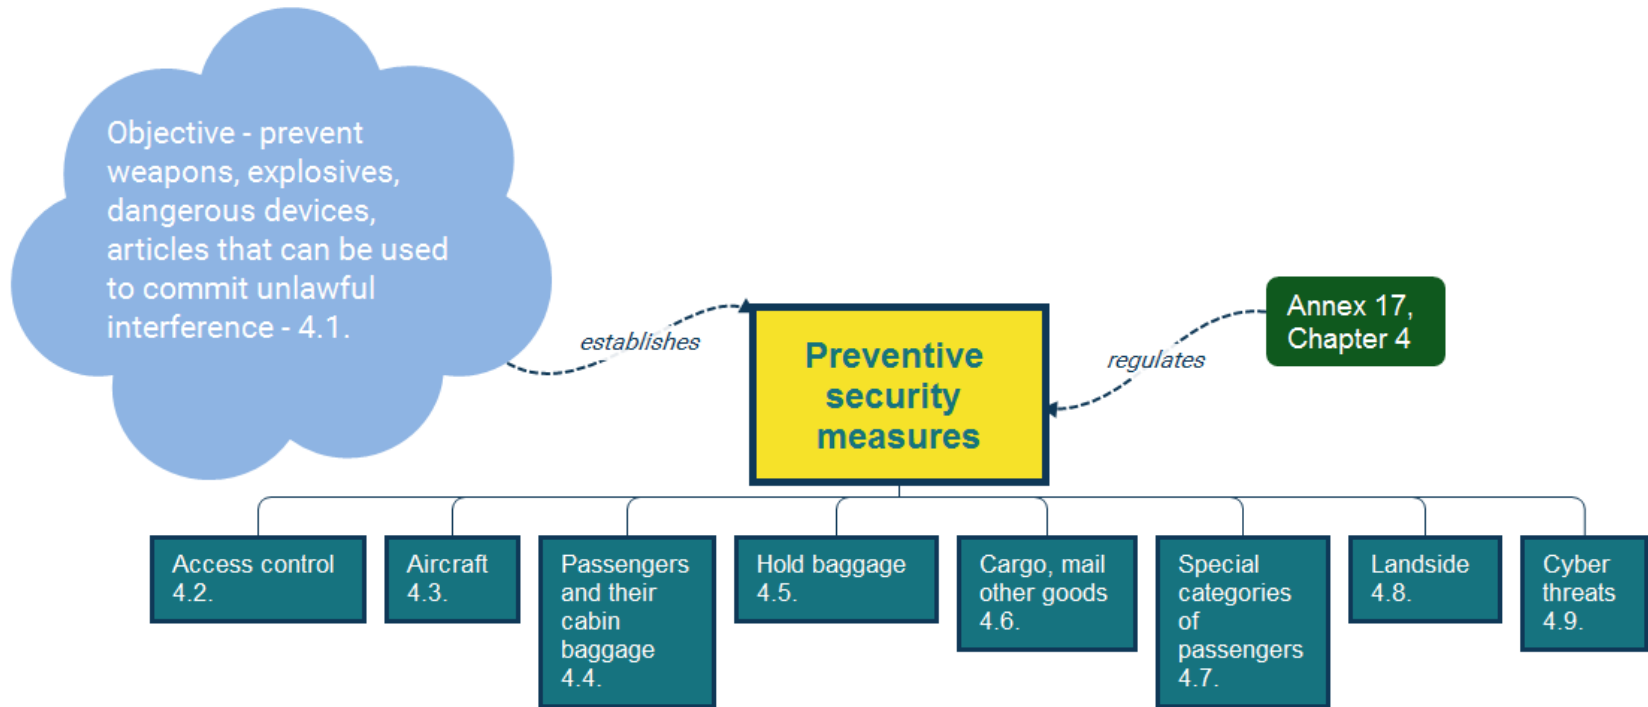 Objective - prevent
weapons, explosives,
dangerous devices,
articles that can be used
to commit unlawful
interference - 4.1.
establishes
Preventive
security
measures
regulates
Annex 17,
Chapter 4
Access control
4.2.
Aircraft
4.3.
Passengers
and their
cabin
baggage
4.4.
Hold baggage
4.5.
Cargo, mail
other goods
4.6.
Special
categories
of
passengers
4.7.
Landside
4.8.
Cyber
threats
4.9.